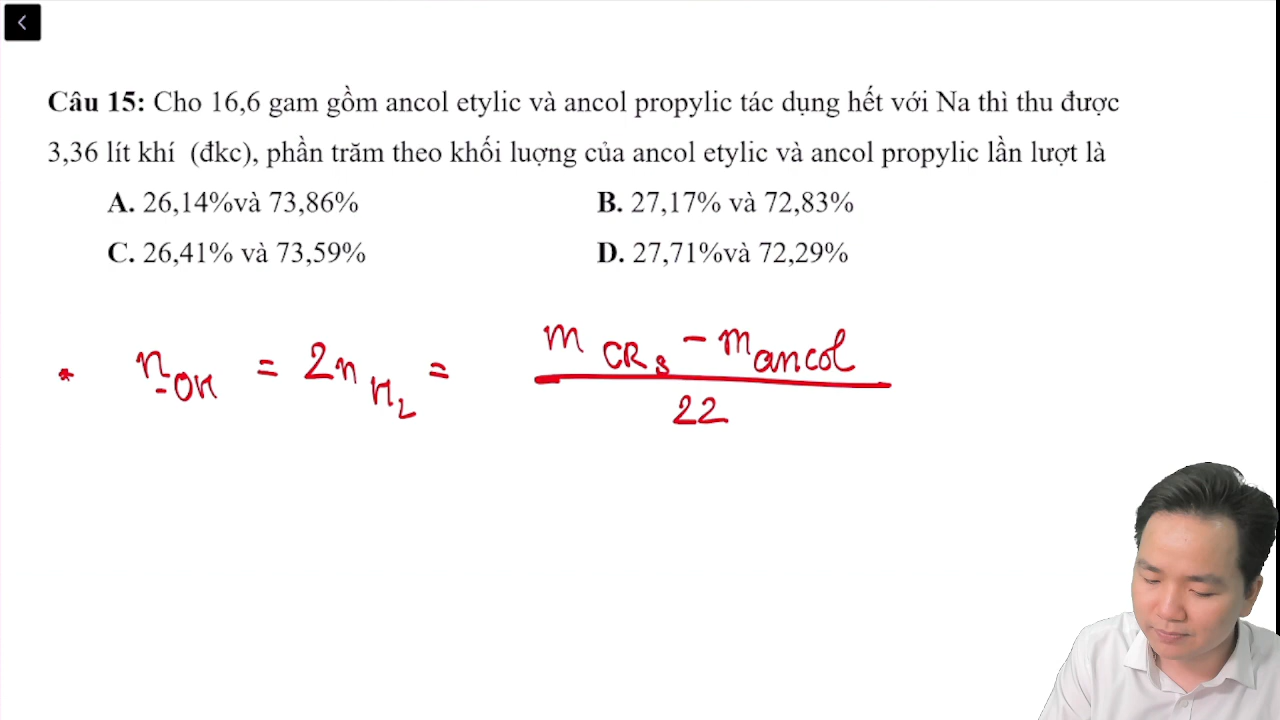 Câu 15: Cho 16,6 gam gồm ancol etylic và ancol propylic tác dụng hết với Na thì thu được
3,36 lít khí (đkc), phần trăm theo khối luợng của ancol etylic và ancol propylic lần lượt là
A. 26,14%và 73,86% B. 27,17% và 72,83%
C. 26,41% và 73,59% D. 27,71%và 72,29%
* n-OH = 2nH2 = mCRS - mancol
22